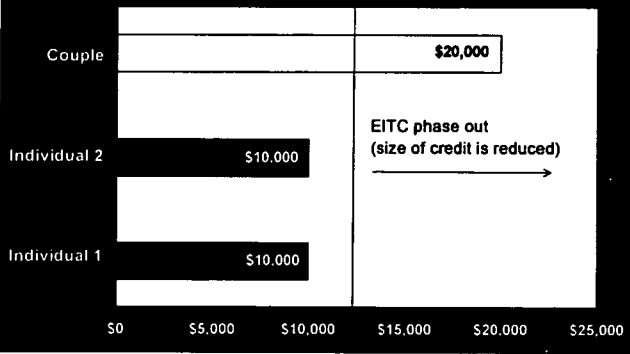 Couple
$20,000
EITC phase out
(size of credit is reduced)
Individual 2
$10.000
Individual 1
$10.000
$0 $5,000 $10,000 $15,000 $20,000 $25,000